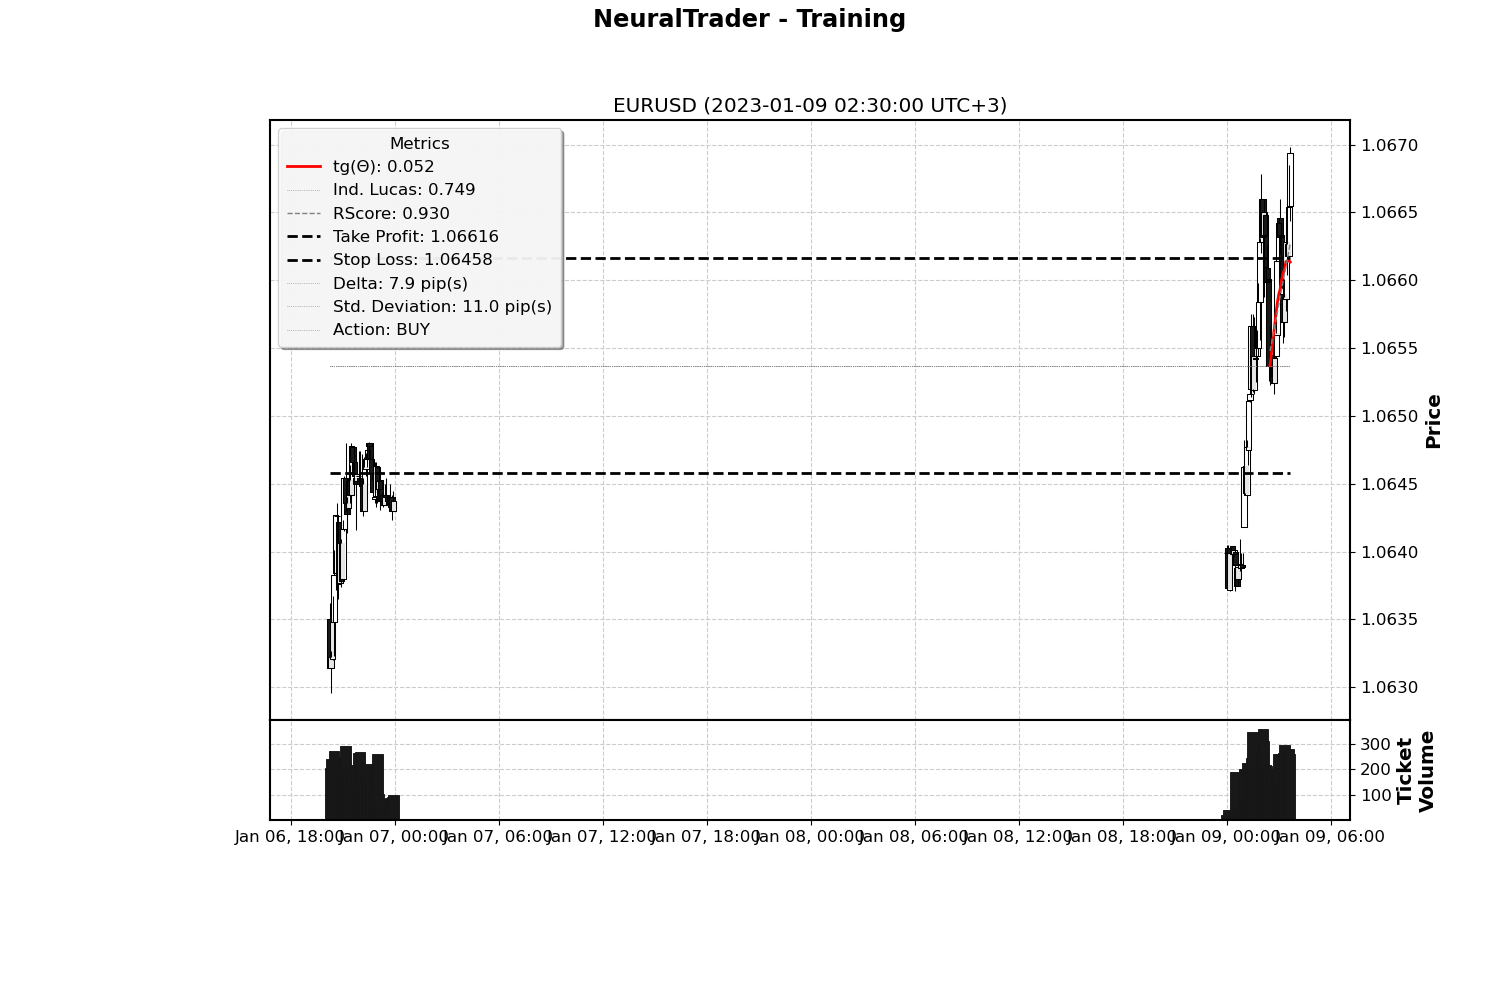 NeuralTrader - Training
EURUSD (2023-01-09 02:30:00 UTC+3)
Metrics
tg(Θ): 0.052
Ind. Lucas: 0.749
RScore: 0.930
Take Profit: 1.06616
Stop Loss: 1.06458
Delta: 7.9 pip(s)
Std. Deviation: 11.0 pip(s)
Action: BUY
1.0670
1.0665
1.0660
1.0655
1.0650
1.0645
1.0640
1.0635
1.0630
Price
300
200
100
Ticket
Volume
Jan 06, 18:00
Jan 07, 00:00
Jan 07, 06:00
Jan 07, 12:00
Jan 07, 18:00
Jan 08, 00:00
Jan 08, 06:00
Jan 08, 12:00
Jan 08, 18:00
Jan 09, 00:00
Jan 09, 06:00